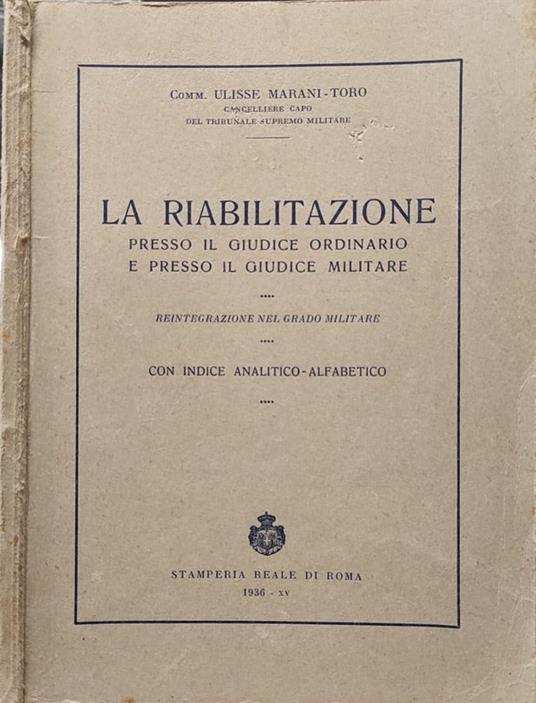 Comm. ULISSE MARANI-TORO
CANCELLIERE CAPO
DEL TRIBUNALE SUPREMO MILITARE
LA RIABILITAZIONE
PRESSO IL GIUDICE ORDINARIO
E PRESSO IL GIUDICE MILITARE
REINTEGRAZIONE NEL GRADO MILITARE
CON INDICE ANALITICO-ALFABETICO
STAMPERIA REALE DI ROMA
1936 - XV